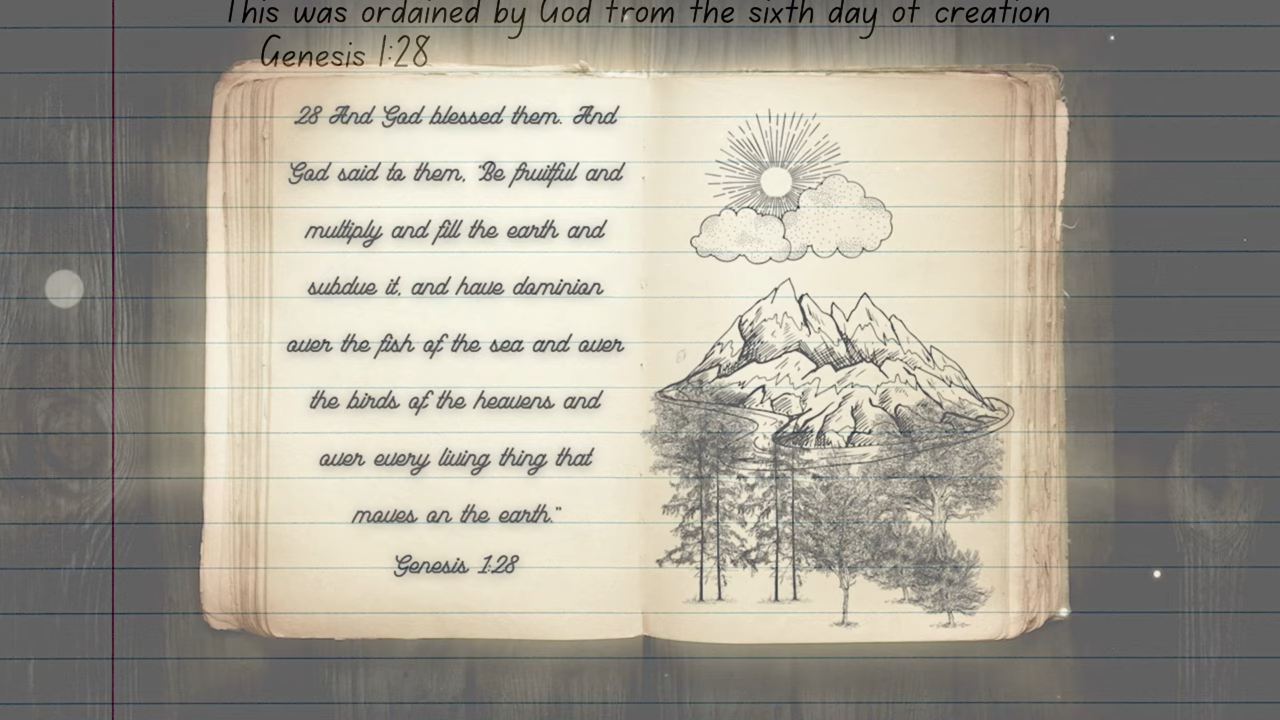 This was ordained by God from the sixth day of creation
Genesis 1:28
28 And God blessed them. And
God said to them, "Be fruitful and
multiply and fill the earth and
subdue it, and have dominion
over the fish of the sea and over
the birds of the heavens and
over every living thing that
moves on the earth."
Genesis 1:28